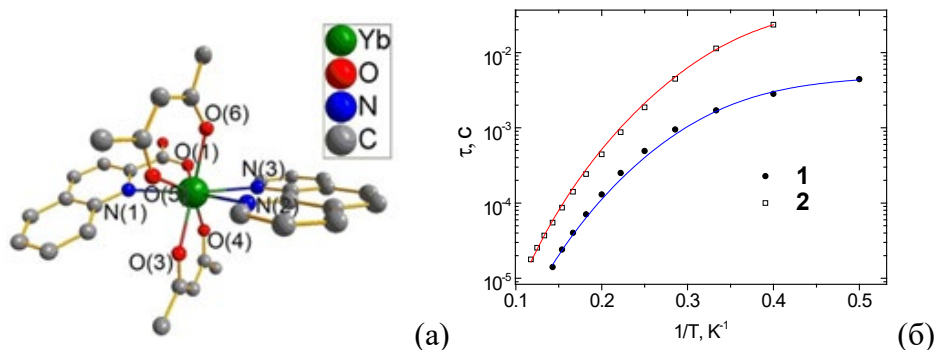 Yb
O
N
C
O(6)
O(1)
N(3)
O(5)
N(2)
N(1)
O(4)
O(3)
(а)
10⁻²
10⁻³
10⁻⁴
10⁻⁵
τ, с
1
2
0.1 0.2 0.3 0.4 0.5
1/T, K⁻¹
(б)